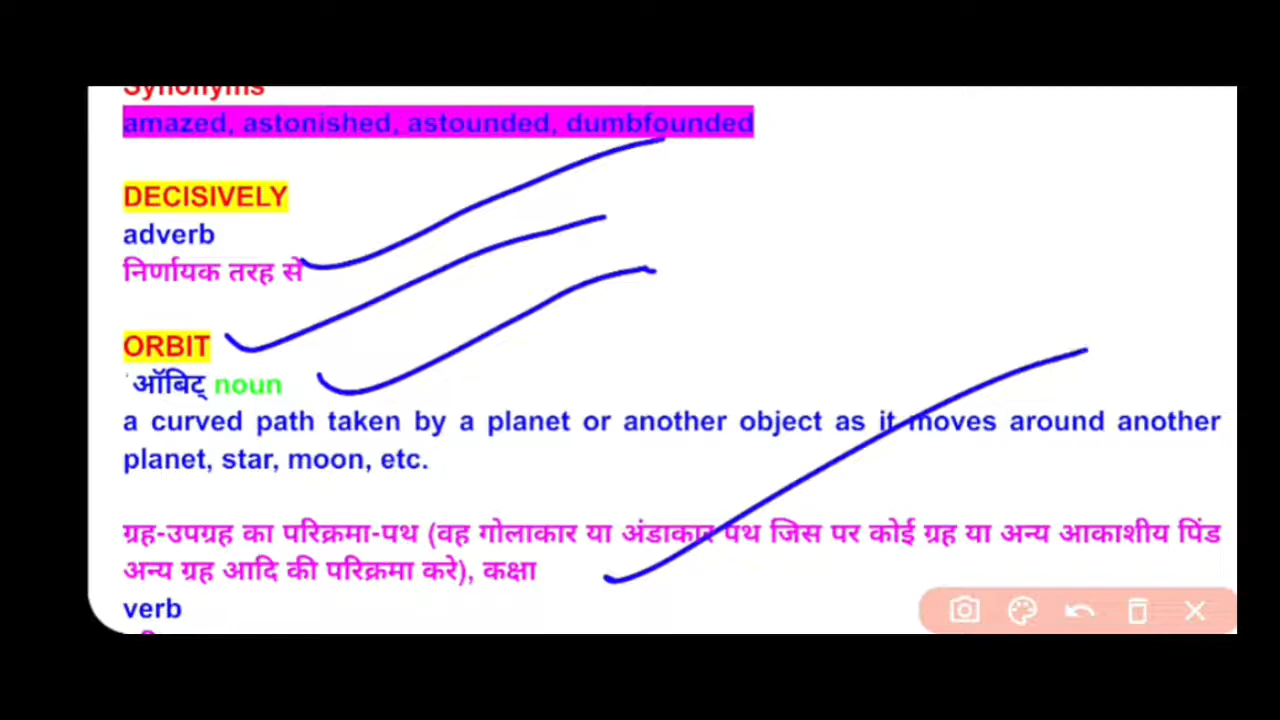 Synonyms
amazed, astonished, astounded, dumbfounded
DECISIVELY
adverb
निर्णायक तरह से
ORBIT
ˈऑबिट् noun
a curved path taken by a planet or another object as it moves around another
planet, star, moon, etc.
ग्रह-उपग्रह का परिक्रमा-पथ (वह गोलाकार या अंडाकार पथ जिस पर कोई ग्रह या अन्य आकाशीय पिंड
अन्य ग्रह आदि की परिक्रमा करे), कक्षा
verb